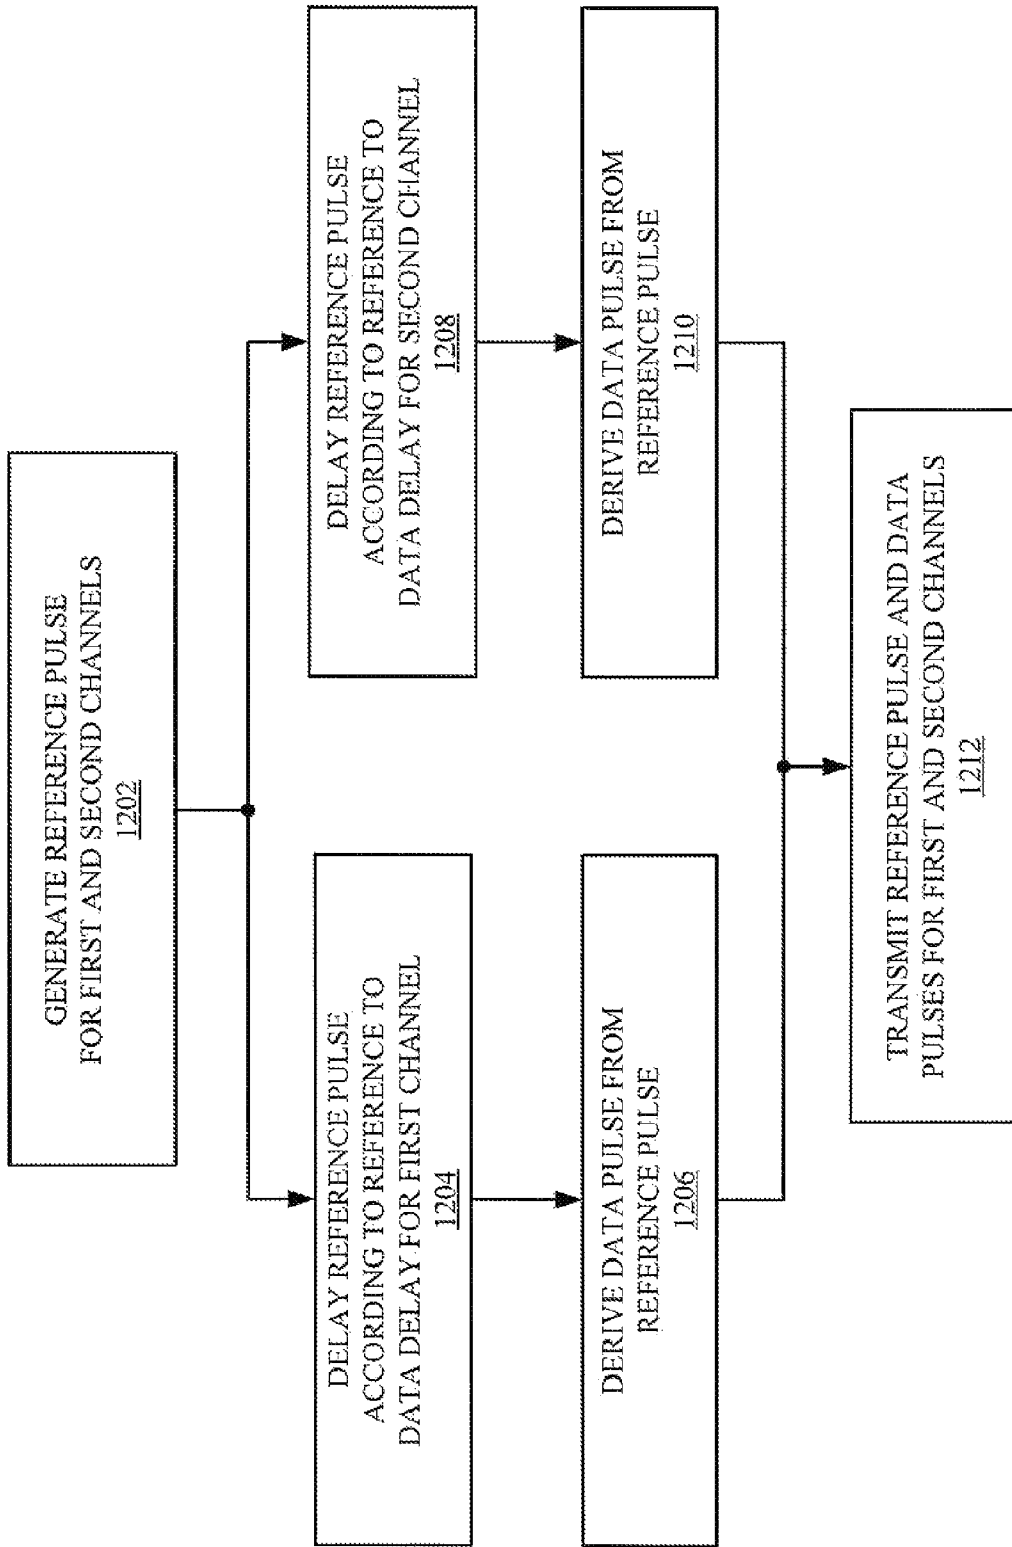 GENERATE REFERENCE PULSE
FOR FIRST AND SECOND CHANNELS
1202
DELAY REFERENCE PULSE
ACCORDING TO REFERENCE TO
DATA DELAY FOR FIRST CHANNEL
1204
DERIVE DATA PULSE FROM
REFERENCE PULSE
1206
DELAY REFERENCE PULSE
ACCORDING TO REFERENCE TO
DATA DELAY FOR SECOND CHANNEL
1208
DERIVE DATA PULSE FROM
REFERENCE PULSE
1210
TRANSMIT REFERENCE PULSE AND DATA
PULSES FOR FIRST AND SECOND CHANNELS
1212